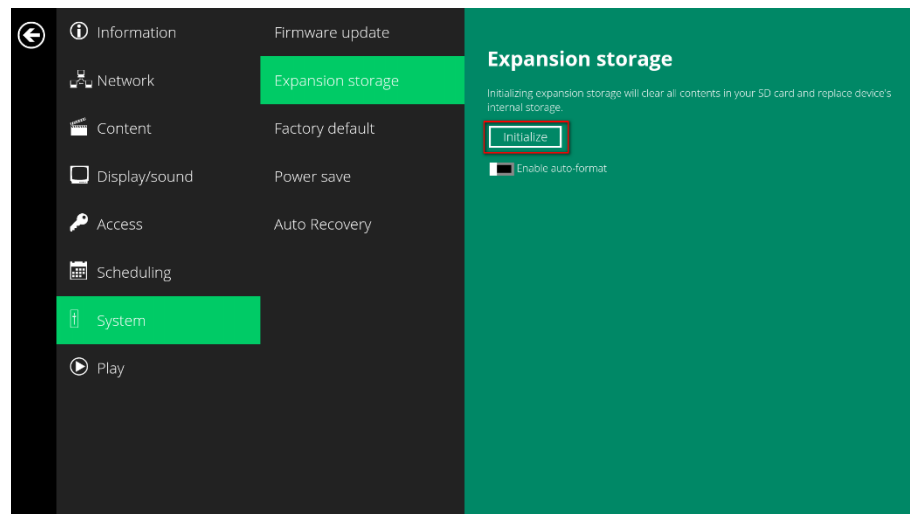 Information
Network
Content
Display/sound
Access
Scheduling
System
Play
Firmware update
Expansion storage
Factory default
Power save
Auto Recovery
Expansion storage
Initializing expansion storage will clear all contents in your SD card and replace device's
internal storage.
Initialize
Enable auto-format